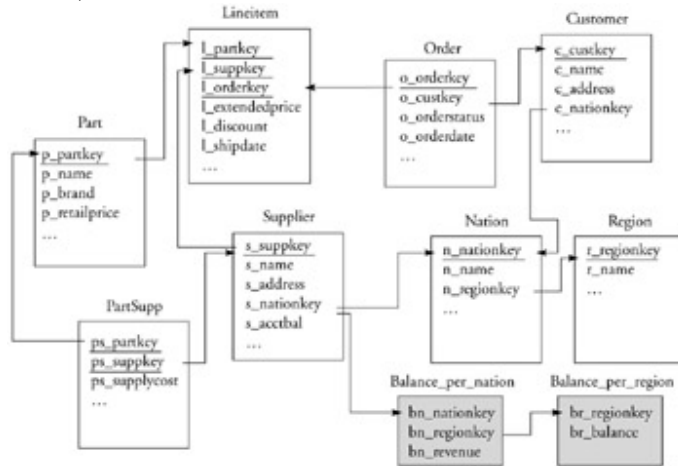 Lineitem
l_partkey
l_suppkey
l_orderkey
l_extendedprice
l_discount
l_shipdate
...
Order
o_orderkey
o_custkey
o_orderstatus
o_orderdate
...
Customer
c_custkey
c_name
c_address
c_nationkey
...
Part
p_partkey
p_name
p_brand
p_retailprice
...
Supplier
s_suppkey
s_name
s_address
s_nationkey
s_acctbal
...
Nation
n_nationkey
n_name
n_regionkey
...
Region
r_regionkey
r_name
...
PartSupp
ps_partkey
ps_suppkey
ps_supplycost
...
Balance_per_nation
bn_nationkey
bn_regionkey
bn_revenue
Balance_per_region
br_regionkey
br_balance